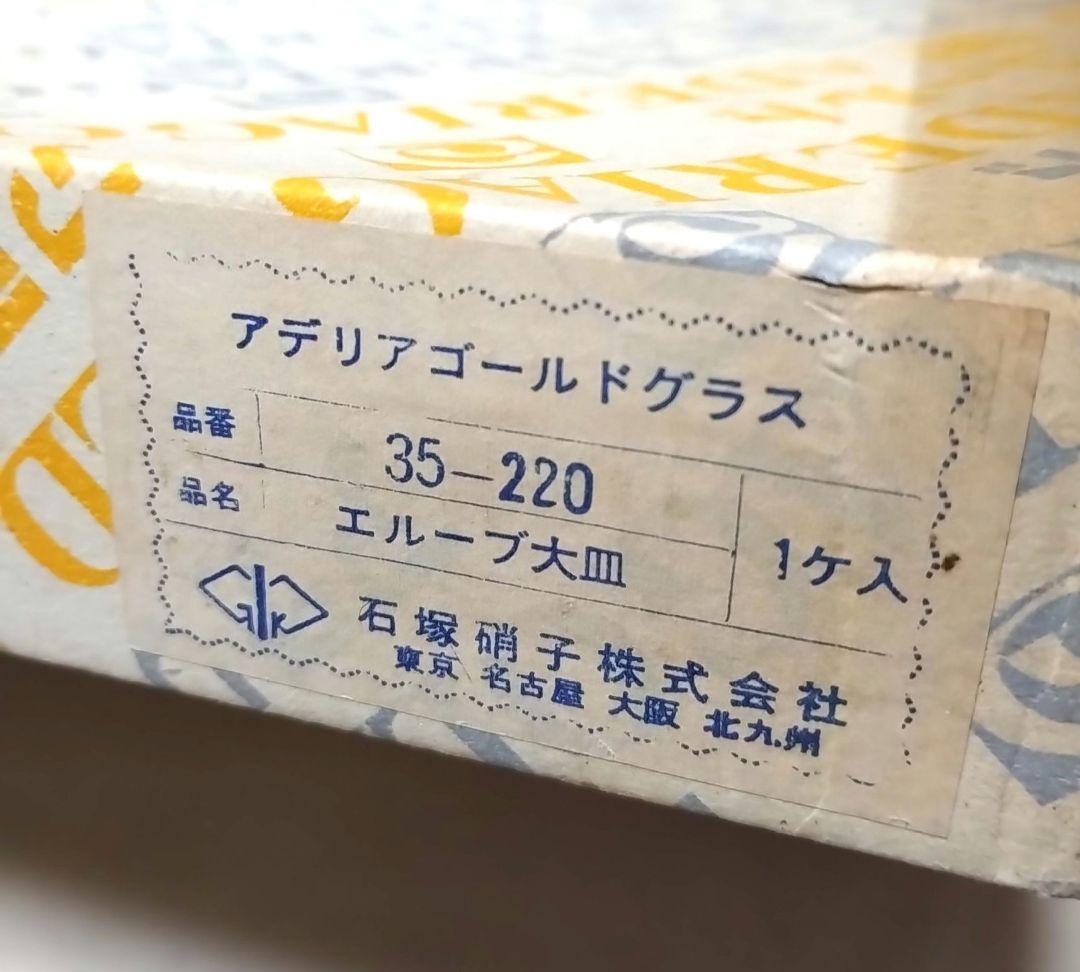 アデリアゴールドグラス
品番 35-220
品名 エルーブ大皿
1ケ入
GIK
石塚硝子株式会社
東京 名古屋 大阪 北九州